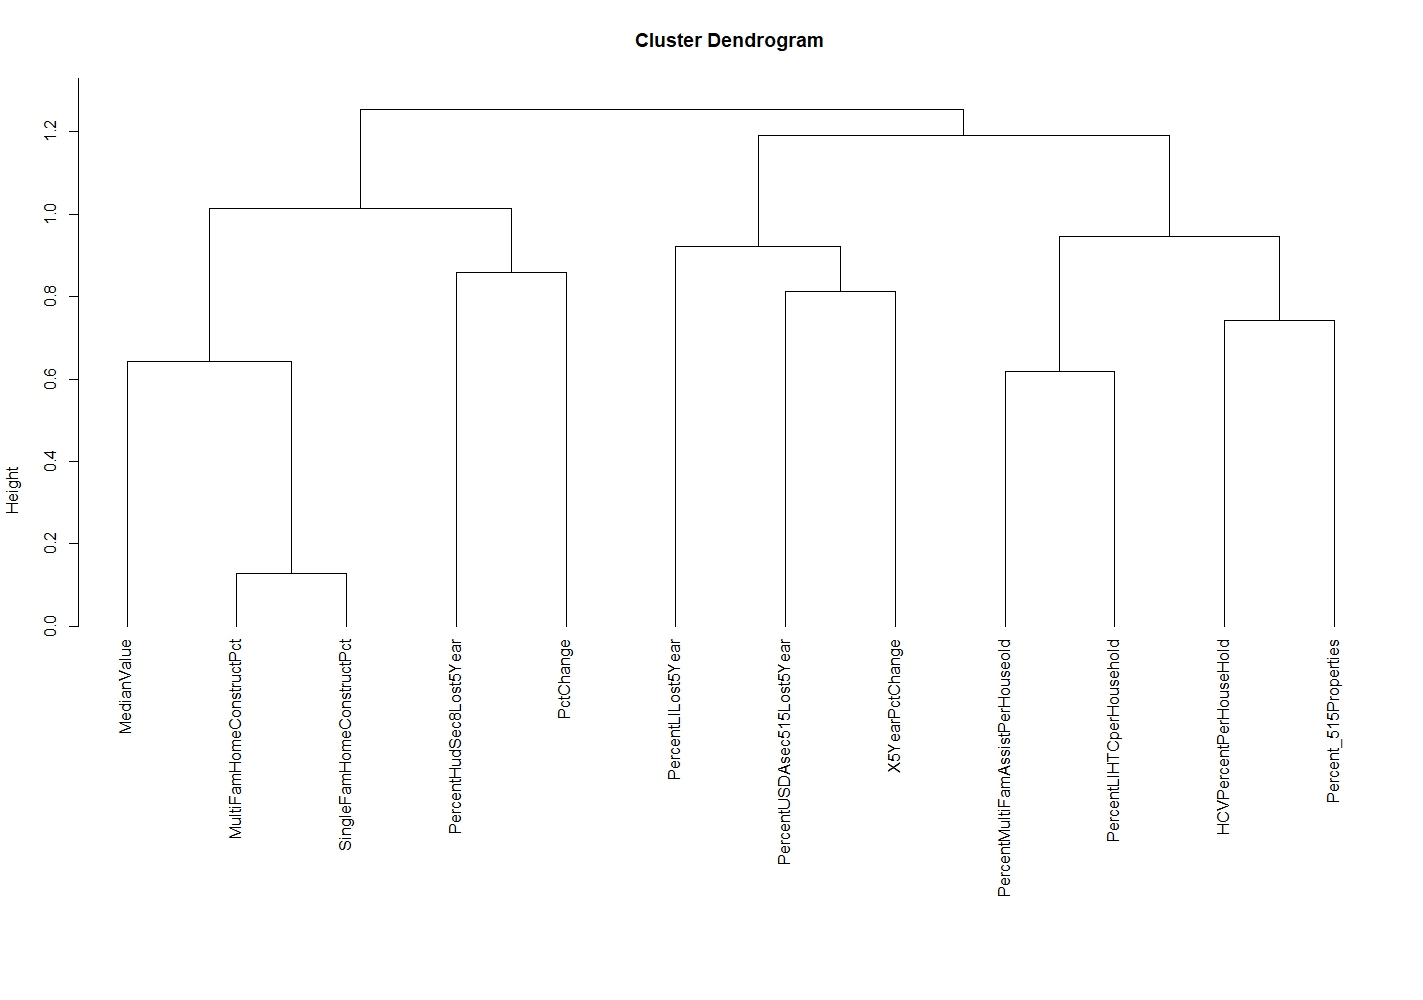 Cluster Dendrogram
Height
0.0
0.2
0.4
0.6
0.8
1.0
1.2
MedianValue
MultiFamHomeConstructPct
SingleFamHomeConstructPct
PercentHudSec8Lost5Year
PctChange
PercentLILost5Year
PercentUSDAsec515Lost5Year
X5YearPctChange
PercentMultiFamAssistPerHouseold
PercentLIHTCperHousehold
HCVPercentPerHouseHold
Percent_515Properties